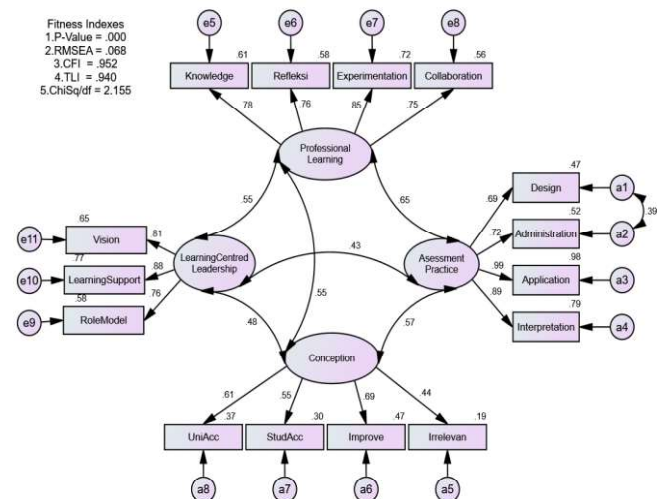 Fitness Indexes
1.P-Value = .000
2.RMSEA = .068
3.CFI = .952
4.TLI = .940
5.ChiSq/df = 2.155
e5
e6
e7
e8
.61
.58
.72
.56
Knowledge
Refleksi
Experimentation
Collaboration
.78
.76
.85
.75
Professional
Learning
.55
.65
.47
Design
a1
.69
.39
.52
Administration
a2
.72
.65
e11
Vision
.81
.77
e10
LearningSupport
.88
.58
e9
RoleModel
.76
LearningCentred
Leadership
.43
Asessment
Practice
.98
Application
a3
.99
.79
Interpretation
a4
.89
.55
.48
.57
Conception
.61
.55
.69
.44
.37
.30
.47
.19
UniAcc
StudAcc
Improve
Irrelevan
a8
a7
a6
a5